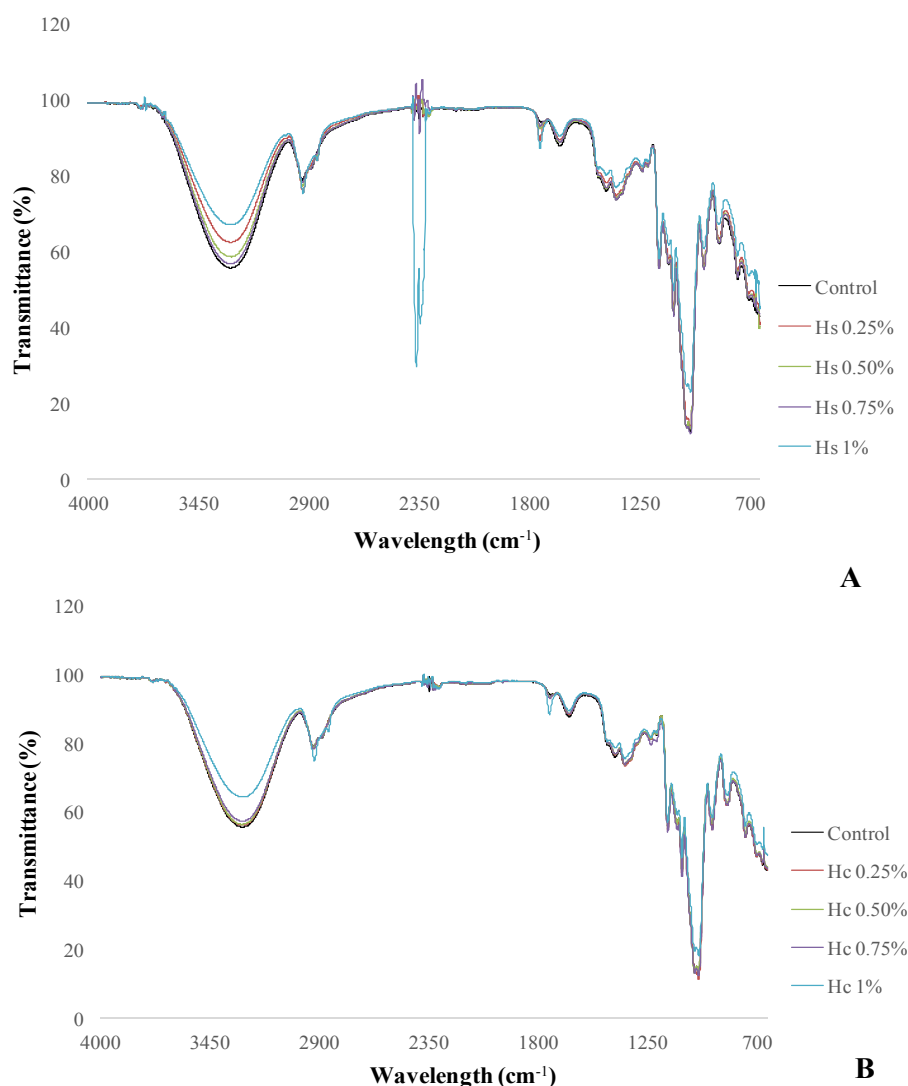 120
100
80
60
40
20
0
Transmittance (%)
4000 3450 2900 2350 1800 1250 700
Wavelength (cm-1)
Control
Hs 0.25%
Hs 0.50%
Hs 0.75%
Hs 1%
A
120
100
80
60
40
20
0
Transmittance (%)
4000 3450 2900 2350 1800 1250 700
Wavelength (cm-1)
Control
Hc 0.25%
Hc 0.50%
Hc 0.75%
Hc 1%
B